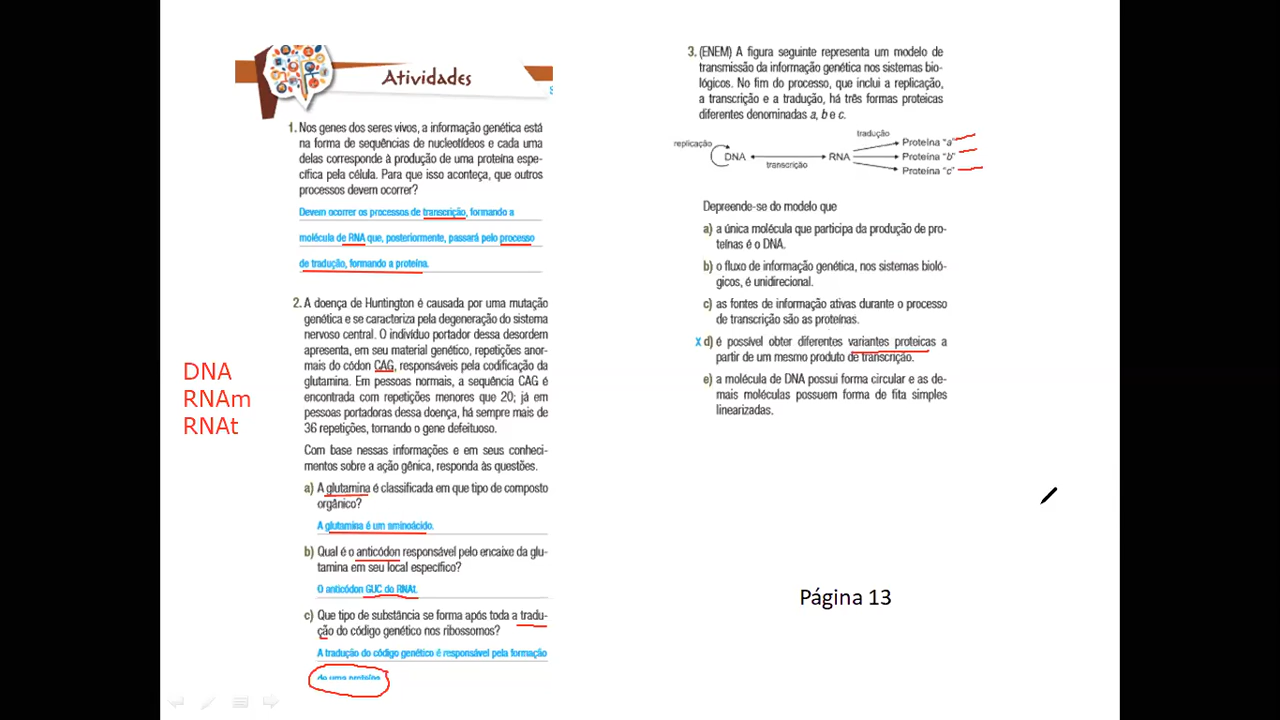 Atividades
S
1. Nos genes dos seres vivos, a informação genética está
na forma de sequências de nucleotídeos e cada uma
delas corresponde à produção de uma proteína espe-
cífica pela célula. Para que isso aconteça, que outros
processos devem ocorrer?
Devem ocorrer os processos de transcrição, formando a
molécula de RNA que, posteriormente, passará pelo processo
de tradução, formando a proteína.
2. A doença de Huntington é causada por uma mutação
genética e se caracteriza pela degeneração do sistema
nervoso central. O indivíduo portador dessa desordem
apresenta, em seu material genético, repetições anor-
mais do códon CAG, responsáveis pela codificação da
glutamina. Em pessoas normais, a sequência CAG é
encontrada com repetições menores que 20; já em
pessoas portadoras dessa doença, há sempre mais de
36 repetições, tornando o gene defeituoso.
Com base nessas informações e em seus conheci-
mentos sobre a ação gênica, responda às questões.
a) A glutamina é classificada em que tipo de composto
orgânico?
A glutamina é um aminoácido.
b) Qual é o anticódon responsável pelo encaixe da glu-
tamina em seu local específico?
O anticódon GUC do RNAt.
c) Que tipo de substância se forma após toda a tradu-
ção do código genético nos ribossomos?
A tradução do código genético é responsável pela formação
de uma proteína.
DNA
RNAm
RNAt
3. (ENEM) A figura seguinte representa um modelo de
transmissão da informação genética nos sistemas bio-
lógicos. No fim do processo, que inclui a replicação,
a transcrição e a tradução, há três formas proteicas
diferentes denominadas a, b e c.
replicação
DNA
transcrição
RNA
tradução
Proteína "a"
Proteína "b"
Proteína "c"
Depreende-se do modelo que
a) a única molécula que participa da produção de pro-
teínas é o DNA.
b) o fluxo de informação genética, nos sistemas bioló-
gicos, é unidirecional.
c) as fontes de informação ativas durante o processo
de transcrição são as proteínas.
X d) é possível obter diferentes variantes proteicas a
partir de um mesmo produto de transcrição.
e) a molécula de DNA possui forma circular e as de-
mais moléculas possuem forma de fita simples
linearizadas.
Página 13